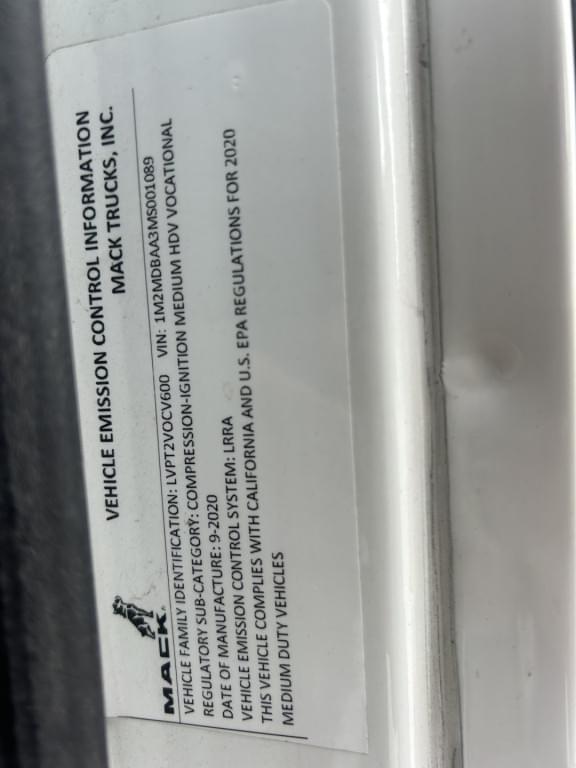 VEHICLE EMISSION CONTROL INFORMATION
MACK TRUCKS, INC.
MACK
VEHICLE FAMILY IDENTIFICATION: LVPT2VOCV600 VIN: 1M2MDBAA3MS001089
REGULATORY SUB-CATEGORY: COMPRESSION-IGNITION MEDIUM HDV VOCATIONAL
DATE OF MANUFACTURE: 9-2020
VEHICLE EMISSION CONTROL SYSTEM: LRRA
THIS VEHICLE COMPLIES WITH CALIFORNIA AND U.S. EPA REGULATIONS FOR 2020
MEDIUM DUTY VEHICLES